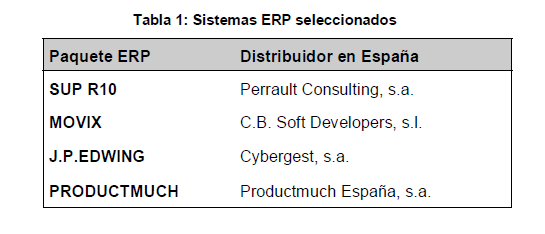 Tabla 1: Sistemas ERP seleccionados
Paquete ERP Distribuidor en España
SUP R10 Perrault Consulting, s.a.
MOVIX C.B. Soft Developers, s.l.
J.P.EDWING Cybergest, s.a.
PRODUCTMUCH Productmuch España, s.a.